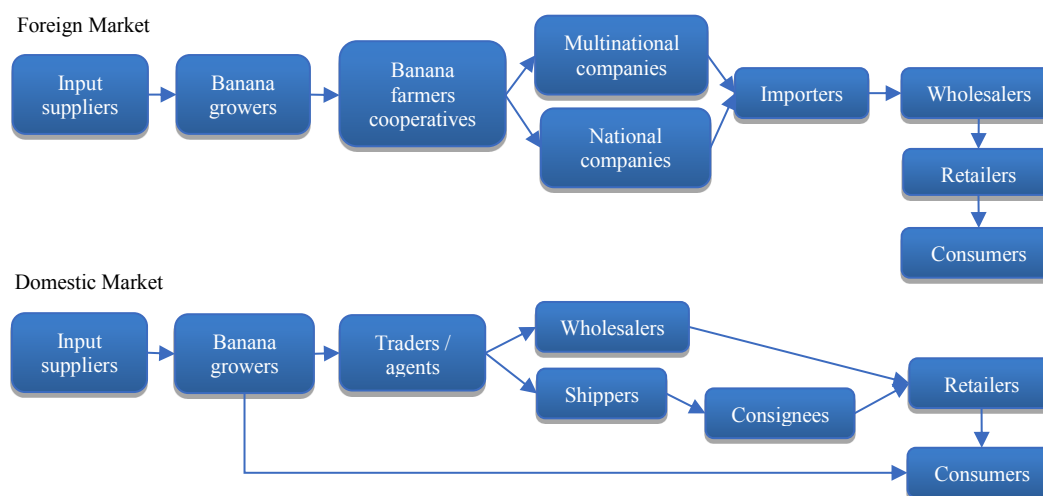 Foreign Market
Input
suppliers
Banana
growers
Banana
farmers
cooperatives
Multinational
companies
National
companies
Importers
Wholesalers
Retailers
Consumers
Domestic Market
Input
suppliers
Banana
growers
Traders /
agents
Wholesalers
Shippers
Consignees
Retailers
Consumers